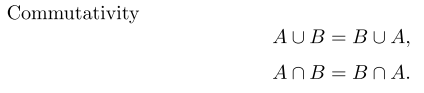 Commutativity
A ∪ B = B ∪ A,
A ∩ B = B ∩ A.